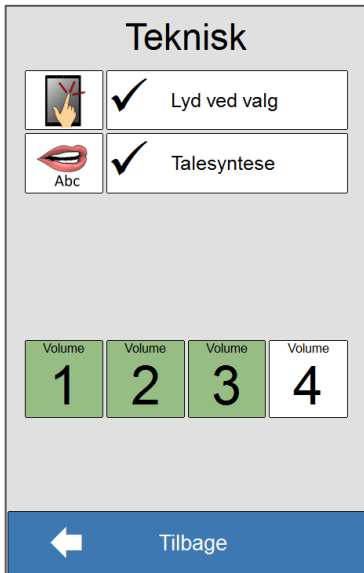 Teknisk
Lyd ved valg
Abc
Talesyntese
Volume Volume Volume Volume
1 2 3 4
Tilbage